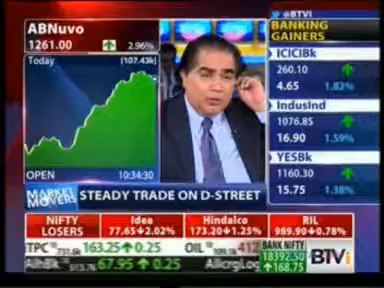 ABNuvo
1261.00 2.96%
Today [107.43k]
OPEN 10:34:30
@BTVI
BANKING
GAINERS
ICICIBk
260.10
4.65 1.82%
IndusInd
1076.85
16.90 1.59%
YESBk
1160.30
15.75 1.38%
MARKET
MOVERS
STEADY TRADE ON D-STREET
NIFTY
LOSERS
Idea
77.65 2.02%
Hindalco
173.20 1.25%
RIL
989.90 0.78%
TPC 163.25 0.25 OIL 412
AlhBk 67.95 0.25 AllcrgLog
BANK NIFTY
18392.50
168.75
BTVi